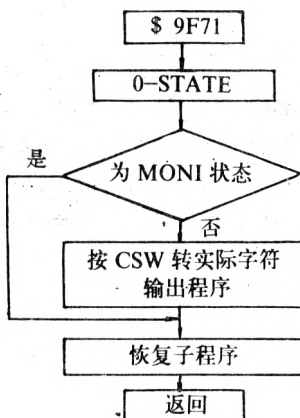 $ 9F71
0-STATE
为 MONI 状态
是
否
按 CSW 转实际字符
输出程序
恢复子程序
返回